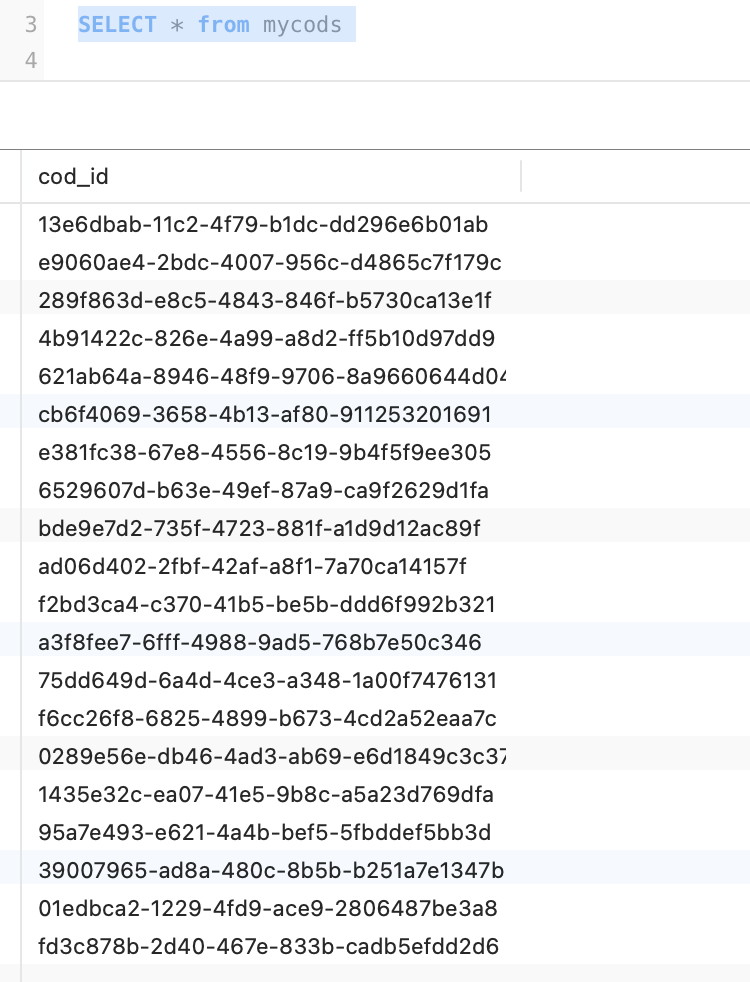 3 SELECT * from mycods
4
cod_id
13e6dbab-11c2-4f79-b1dc-dd296e6b01ab
e9060ae4-2bdc-4007-956c-d4865c7f179c
289f863d-e8c5-4843-846f-b5730ca13e1f
4b91422c-826e-4a99-a8d2-ff5b10d97dd9
621ab64a-8946-48f9-9706-8a9660644d04
cb6f4069-3658-4b13-af80-911253201691
e381fc38-67e8-4556-8c19-9b4f5f9ee305
6529607d-b63e-49ef-87a9-ca9f2629d1fa
bde9e7d2-735f-4723-881f-a1d9d12ac89f
ad06d402-2fbf-42af-a8f1-7a70ca14157f
f2bd3ca4-c370-41b5-be5b-ddd6f992b321
a3f8fee7-6fff-4988-9ad5-768b7e50c346
75dd649d-6a4d-4ce3-a348-1a00f7476131
f6cc26f8-6825-4899-b673-4cd2a52eaa7c
0289e56e-db46-4ad3-ab69-e6d1849c3c37
1435e32c-ea07-41e5-9b8c-a5a23d769dfa
95a7e493-e621-4a4b-bef5-5fbddef5bb3d
39007965-ad8a-480c-8b5b-b251a7e1347b
01edbca2-1229-4fd9-ace9-2806487be3a8
fd3c878b-2d40-467e-833b-cadb5efdd2d6